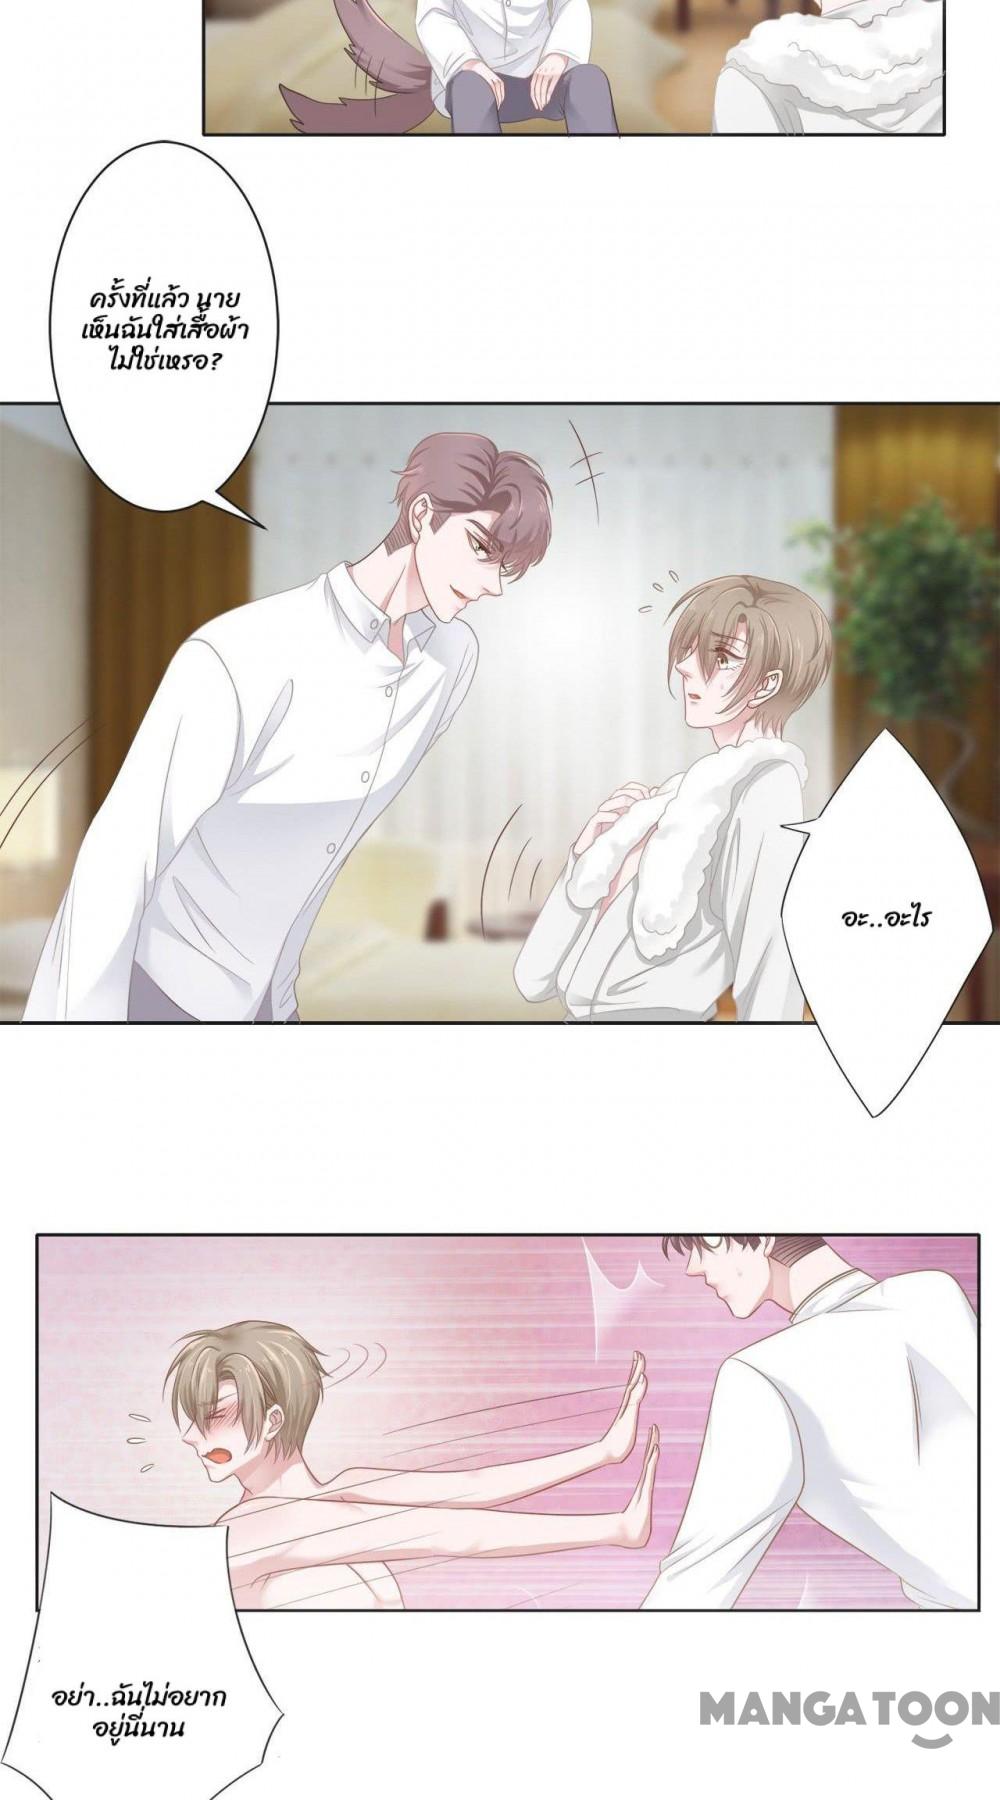 ครั้งที่แล้ว นาย
เห็นฉันใส่เสื้อผ้า
ไม่ใช่เหรอ?
อะ..อะไร
อย่า..ฉันไม่อยาก
อยู่นี่นาน
MANGATOON